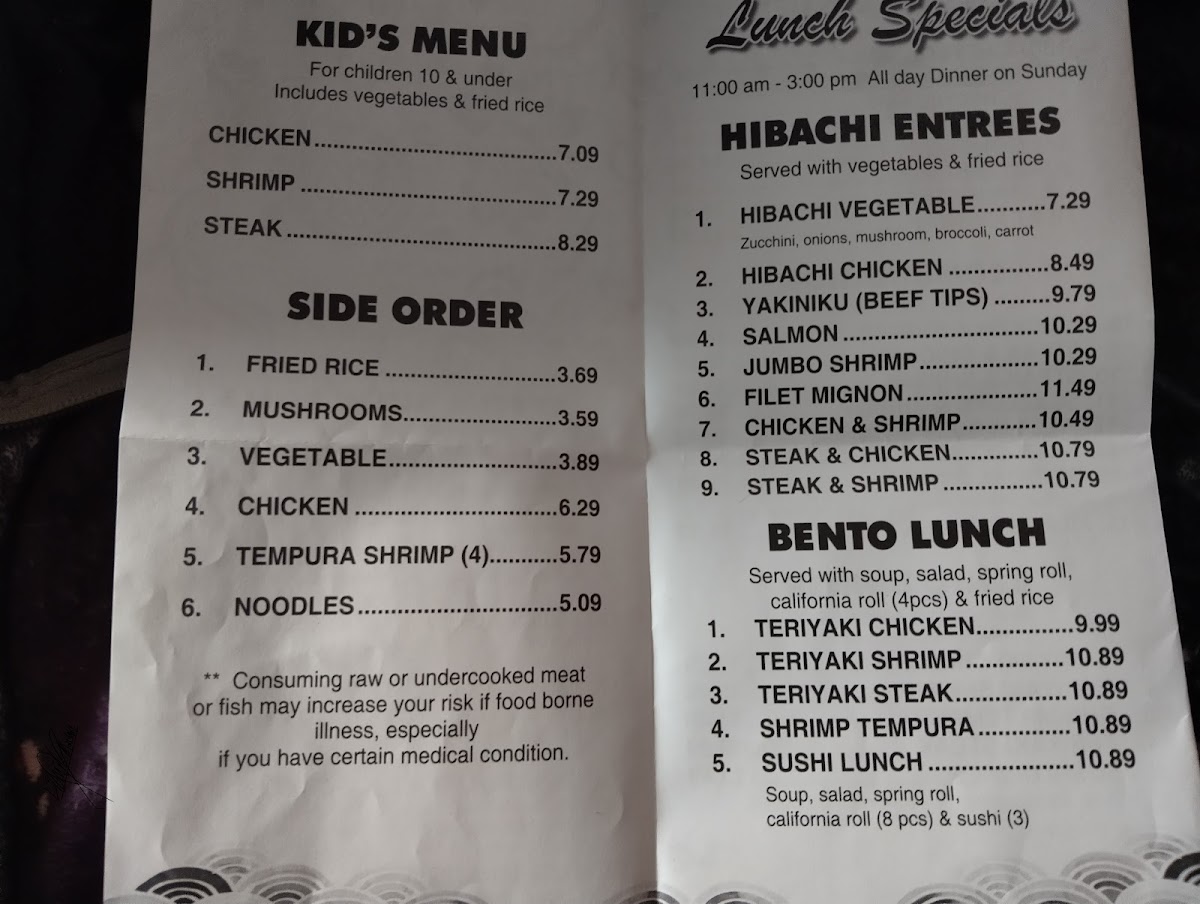 KID'S MENU
For children 10 & under
Includes vegetables & fried rice
CHICKEN..................................7.09
SHRIMP ....................................7.29
STEAK ......................................8.29
SIDE ORDER
1. FRIED RICE .........................3.69
2. MUSHROOMS......................3.59
3. VEGETABLE.........................3.89
4. CHICKEN ..............................6.29
5. TEMPURA SHRIMP (4)..........5.79
6. NOODLES..............................5.09
** Consuming raw or undercooked meat
or fish may increase your risk if food borne
illness, especially
if you have certain medical condition.
Lunch Specials
11:00 am - 3:00 pm All day Dinner on Sunday
HIBACHI ENTREES
Served with vegetables & fried rice
1. HIBACHI VEGETABLE..........7.29
Zucchini, onions, mushroom, broccoli, carrot
2. HIBACHI CHICKEN ................8.49
3. YAKINIKU (BEEF TIPS) .........9.79
4. SALMON ...............................10.29
5. JUMBO SHRIMP...................10.29
6. FILET MIGNON.....................11.49
7. CHICKEN & SHRIMP............10.49
8. STEAK & CHICKEN..............10.79
9. STEAK & SHRIMP ................10.79
BENTO LUNCH
Served with soup, salad, spring roll,
california roll (4pcs) & fried rice
1. TERIYAKI CHICKEN...............9.99
2. TERIYAKI SHRIMP ...............10.89
3. TERIYAKI STEAK.................10.89
4. SHRIMP TEMPURA ..............10.89
5. SUSHI LUNCH ......................10.89
Soup, salad, spring roll,
california roll (8 pcs) & sushi (3)